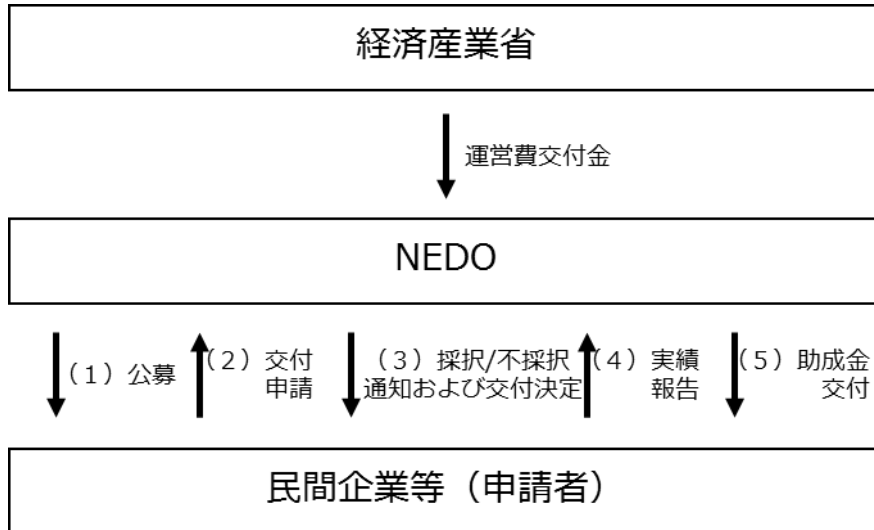 経済産業省
運営費交付金
NEDO
（1）公募
（2）交付
申請
（3）採択/不採択
通知および交付決定
（4）実績
報告
（5）助成金
交付
民間企業等（申請者）